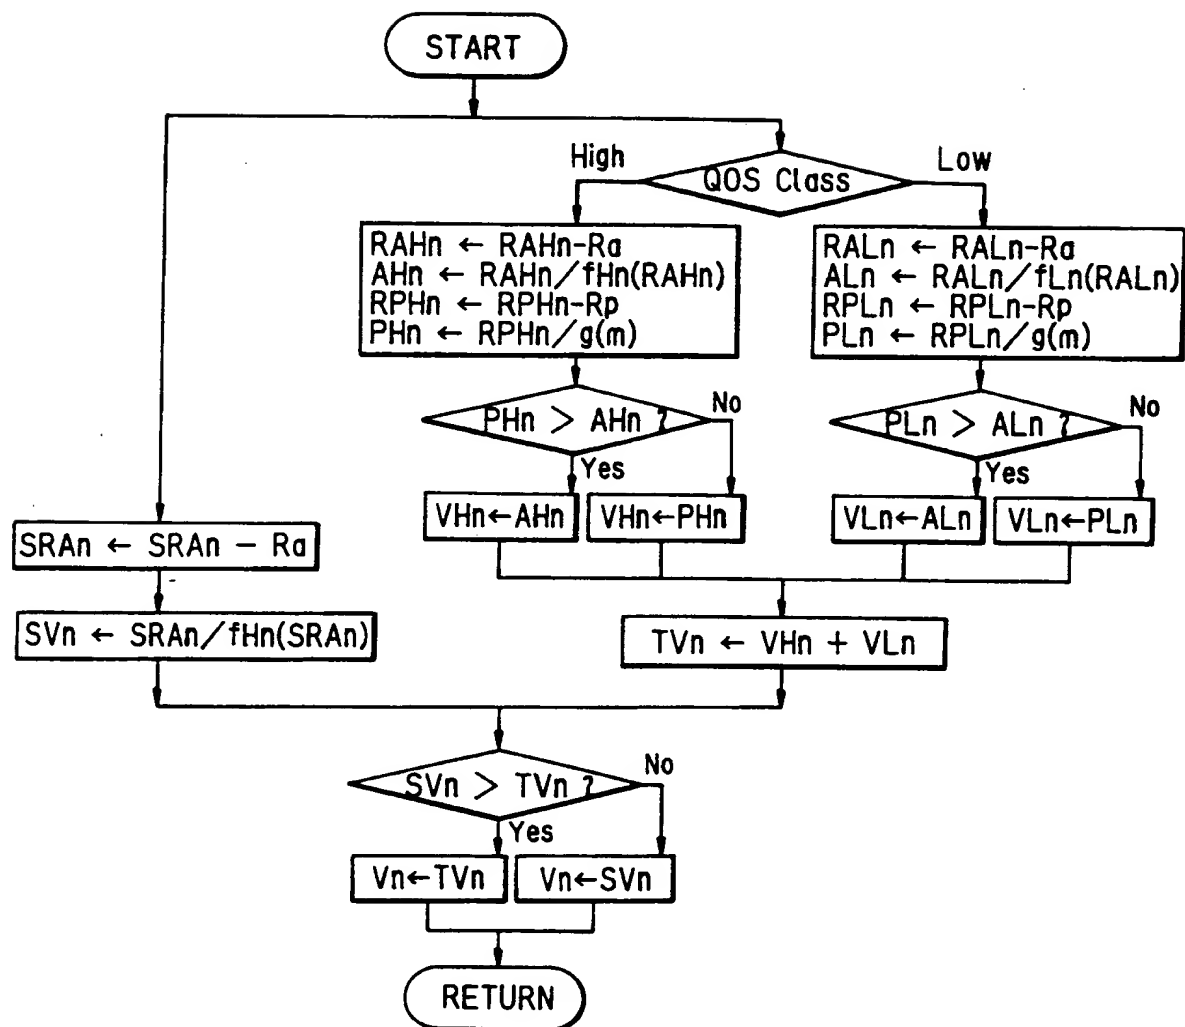 START
High
Low
QOS Class
RAHn ← RAHn-Ra
AHn ← RAHn/fHn(RAHn)
RPHn ← RPHn-Rp
PHn ← RPHn/g(m)
RALn ← RALn-Ra
ALn ← RALn/fLn(RALn)
RPLn ← RPLn-Rp
PLn ← RPLn/g(m)
PHn > AHn ?
No
Yes
PLn > ALn ?
No
Yes
VHn←AHn
VHn←PHn
VLn←ALn
VLn←PLn
SRAn ← SRAn - Ra
SVn ← SRAn/fHn(SRAn)
TVn ← VHn + VLn
SVn > TVn ?
No
Yes
Vn←TVn
Vn←SVn
RETURN